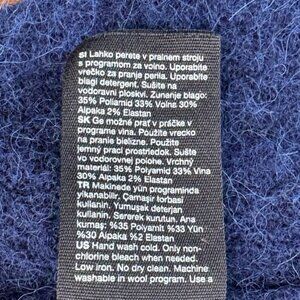 SI Lahko perete v pralnem stroju
s programom za volno. Uporabite
vrečko za pranje perila. Uporabite
blagi detergent. Sušite na
vodoravni ploskvi. Zunanje blago:
35% Poliamid 33% Volna 30%
Alpaka 2% Elastan
SK Ge možné prať v práčke v
programe vlna. Použite vrecko
na pranie bielizne. Použite
jemný prací prostriedok. Sušte
vo vodorovnej polohe. Vrchný
materiál: 35% Polyamid 33% Vlna
30% Alpaka 2% Elastan
TR Makinede yün programında
yıkanabilir. Çamaşır torbası
kullanın. Yumuşak deterjan
kullanın. Sererek kurutun. Ana
kumaş: %35 Polyamit %33 Yün
%30 Alpaka %2 Elastan
US Hand wash cold. Only non-
chlorine bleach when needed.
Low iron. No dry clean. Machine
washable in wool program. Use a